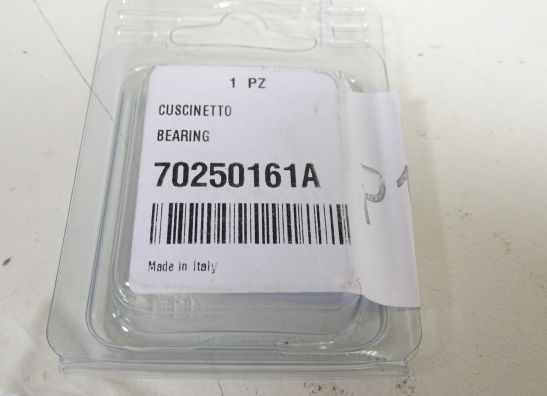 1 PZ
CUSCINETTO
BEARING
70250161A
Made in Italy